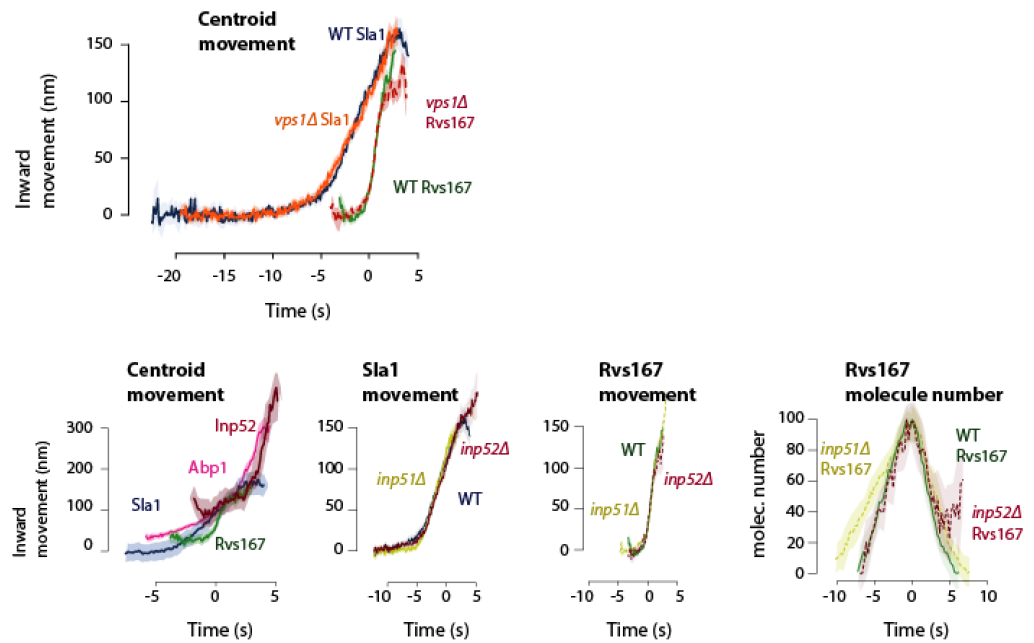 Centroid
movement
WT Sla1
150
100
50
0
Inward
movement (nm)
vps1Δ Sla1
vps1Δ
Rvs167
WT Rvs167
-20
-15
-10
-5
0
5
Time (s)
Centroid
movement
300
200
100
0
Inward
movement (nm)
Inp52
Abp1
Sla1
Rvs167
-5
0
5
Time (s)
Sla1
movement
150
100
50
0
inp51Δ
inp52Δ
WT
-10
-5
0
5
Time (s)
Rvs167
movement
150
100
50
0
WT
inp52Δ
inp51Δ
-10
-5
0
5
Time (s)
Rvs167
molecule number
100
80
60
40
20
0
molec. number
inp51Δ
Rvs167
WT
Rvs167
inp52Δ
Rvs167
-10
-5
0
5
10
Time (s)